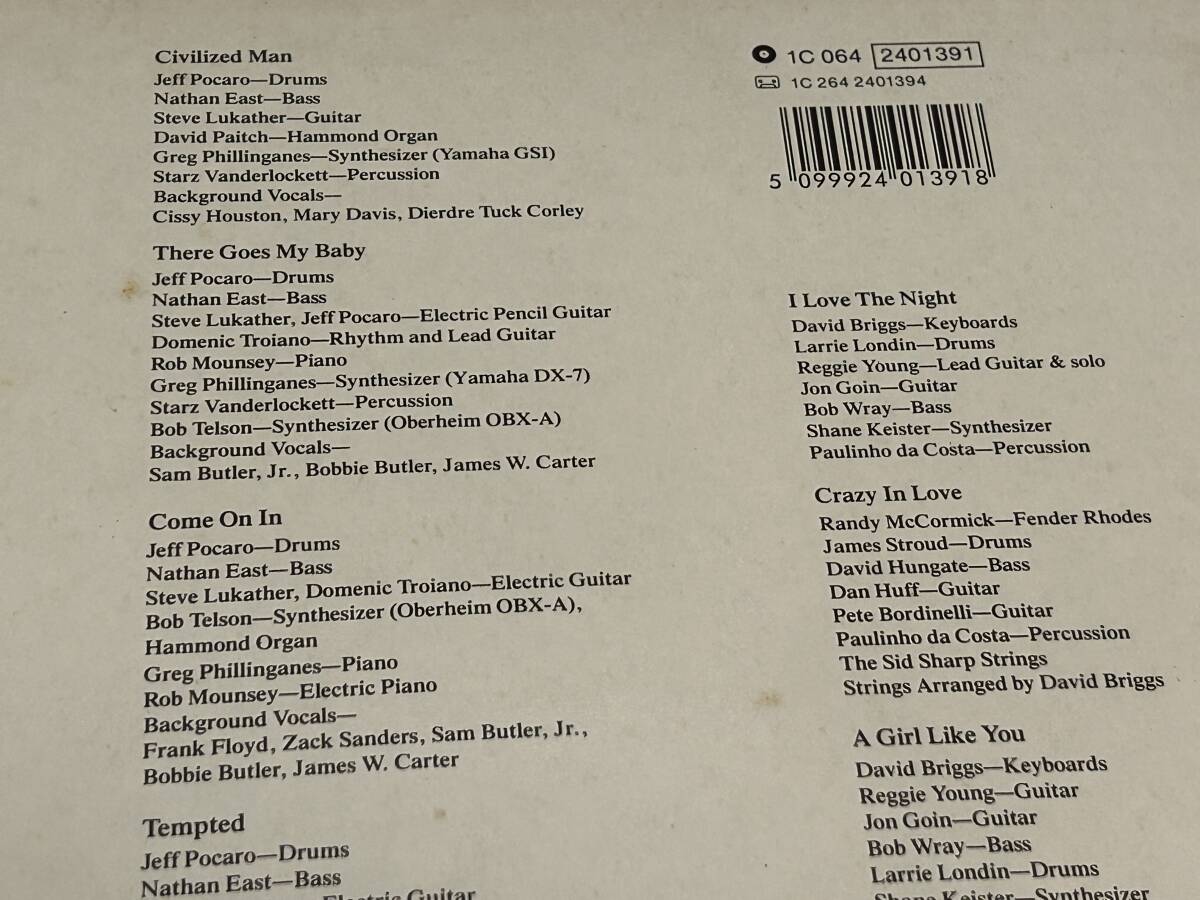 Civilized Man
Jeff Pocaro—Drums
Nathan East—Bass
Steve Lukather—Guitar
David Paitch—Hammond Organ
Greg Phillinganes—Synthesizer (Yamaha GSI)
Starz Vanderlockett—Percussion
Background Vocals—
Cissy Houston, Mary Davis, Dierdre Tuck Corley
There Goes My Baby
Jeff Pocaro—Drums
Nathan East—Bass
Steve Lukather, Jeff Pocaro—Electric Pencil Guitar
Domenic Troiano—Rhythm and Lead Guitar
Rob Mounsey—Piano
Greg Phillinganes—Synthesizer (Yamaha DX-7)
Starz Vanderlockett—Percussion
Bob Telson—Synthesizer (Oberheim OBX-A)
Background Vocals—
Sam Butler, Jr., Bobbie Butler, James W. Carter
Come On In
Jeff Pocaro—Drums
Nathan East—Bass
Steve Lukather, Domenic Troiano—Electric Guitar
Bob Telson—Synthesizer (Oberheim OBX-A),
Hammond Organ
Greg Phillinganes—Piano
Rob Mounsey—Electric Piano
Background Vocals—
Frank Floyd, Zack Sanders, Sam Butler, Jr.,
Bobbie Butler, James W. Carter
Tempted
Jeff Pocaro—Drums
Nathan East—Bass
Electric Guitar
1C 064 2401391
1C 264 2401394
5 099924 013918
I Love The Night
David Briggs—Keyboards
Larrie Londin—Drums
Reggie Young—Lead Guitar & solo
Jon Goin—Guitar
Bob Wray—Bass
Shane Keister—Synthesizer
Paulinho da Costa—Percussion
Crazy In Love
Randy McCormick—Fender Rhodes
James Stroud—Drums
David Hungate—Bass
Dan Huff—Guitar
Pete Bordinelli—Guitar
Paulinho da Costa—Percussion
The Sid Sharp Strings
Strings Arranged by David Briggs
A Girl Like You
David Briggs—Keyboards
Reggie Young—Guitar
Jon Goin—Guitar
Bob Wray—Bass
Larrie Londin—Drums
Shane Keister—Synthesizer